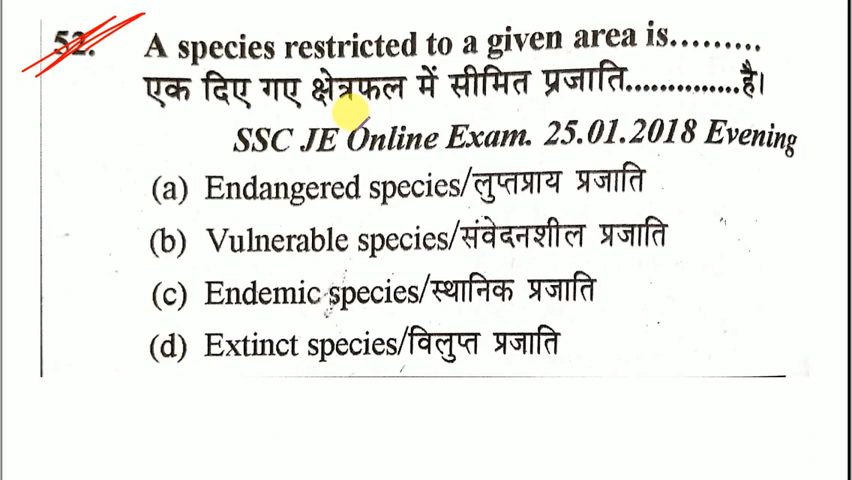 52. A species restricted to a given area is.........
एक दिए गए क्षेत्रफल में सीमित प्रजाति..............है।
SSC JE Online Exam. 25.01.2018 Evening
(a) Endangered species/लुप्तप्राय प्रजाति
(b) Vulnerable species/संवेदनशील प्रजाति
(c) Endemic species/स्थानिक प्रजाति
(d) Extinct species/विलुप्त प्रजाति